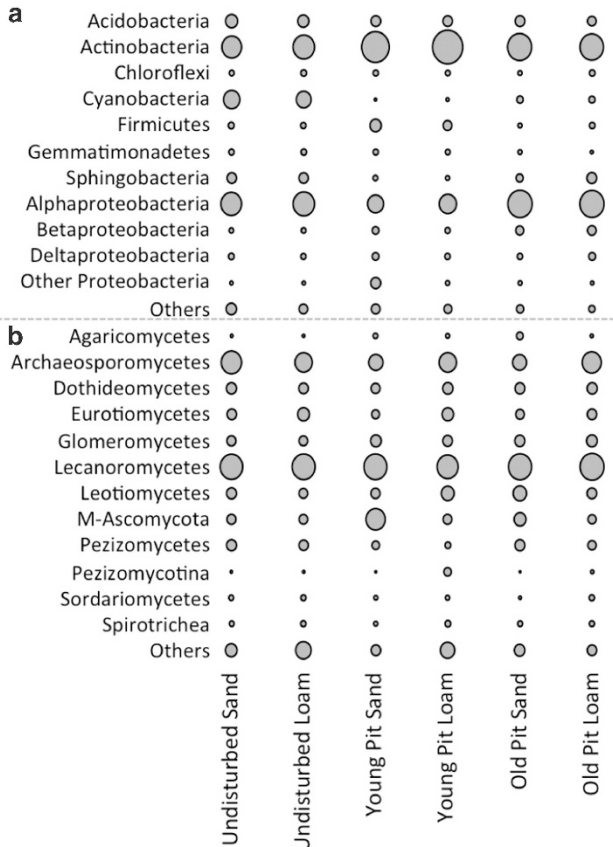 a
Acidobacteria
Actinobacteria
Chloroflexi
Cyanobacteria
Firmicutes
Gemmatimonadetes
Sphingobacteria
Alphaproteobacteria
Betaproteobacteria
Deltaproteobacteria
Other Proteobacteria
Others
b
Agaricomycetes
Archaeosporomycetes
Dothideomycetes
Eurotiomycetes
Glomeromycetes
Lecanoromycetes
Leotiomycetes
M-Ascomycota
Pezizomycetes
Pezizomycotina
Sordariomycetes
Spirotrichea
Others
Undisturbed Sand
Undisturbed Loam
Young Pit Sand
Young Pit Loam
Old Pit Sand
Old Pit Loam